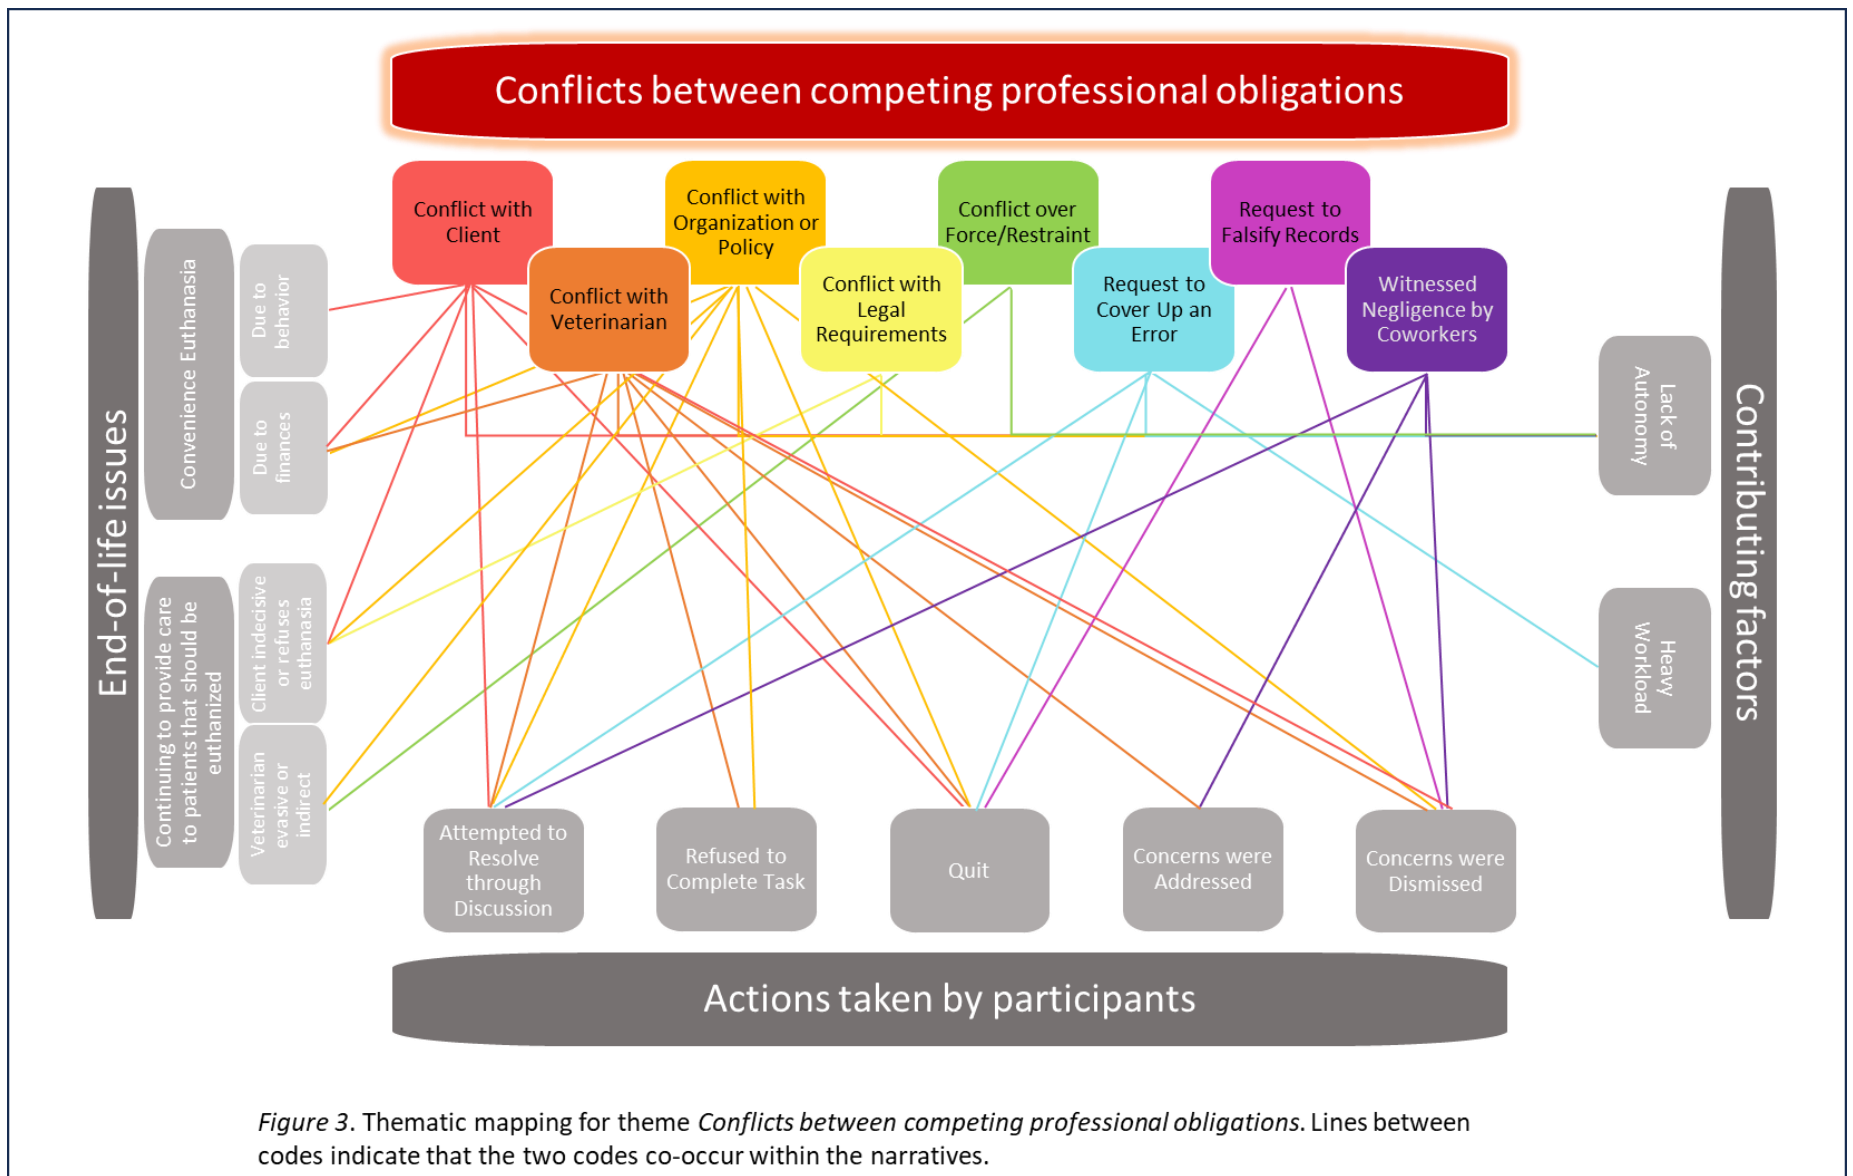 Conflicts between competing professional obligations
Conflict with
Client
Conflict with
Veterinarian
Conflict with
Organization or
Policy
Conflict with
Legal
Requirements
Conflict over
Force/Restraint
Request to
Cover Up an
Error
Request to
Falsify Records
Witnessed
Negligence by
Coworkers
End-of-life issues
Convenience Euthanasia
Due to
behavior
Due to
finances
Continuing to provide care
to patients that should be
euthanized
Client indecisive
or refuses
euthanasia
Veterinarian
evasive or
indirect
Contributing factors
Lack of
Autonomy
Heavy
Workload
Attempted to
Resolve
through
Discussion
Refused to
Complete Task
Quit
Concerns were
Addressed
Concerns were
Dismissed
Actions taken by participants
Figure 3. Thematic mapping for theme Conflicts between competing professional obligations. Lines between
codes indicate that the two codes co-occur within the narratives.